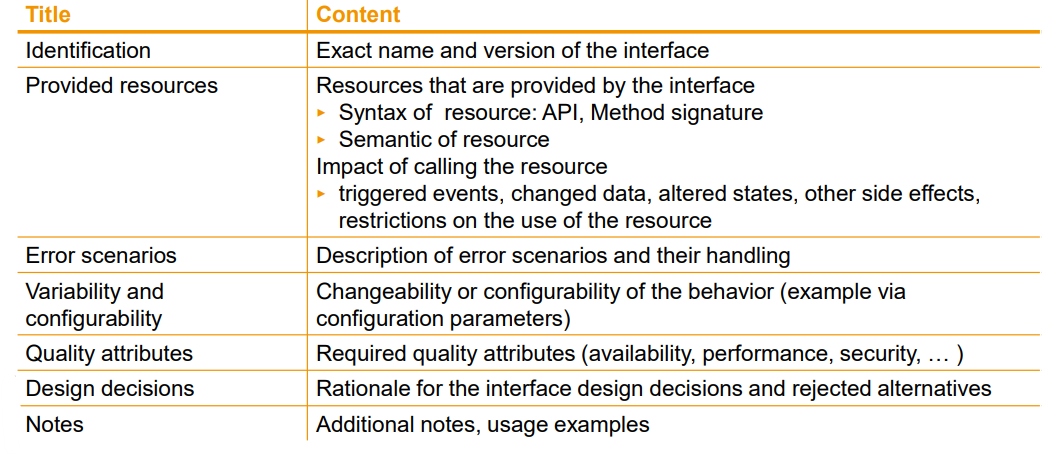 Title Content
Identification Exact name and version of the interface
Provided resources Resources that are provided by the interface
▸ Syntax of resource: API, Method signature
▸ Semantic of resource
Impact of calling the resource
▸ triggered events, changed data, altered states, other side effects,
restrictions on the use of the resource
Error scenarios Description of error scenarios and their handling
Variability and Changeability or configurability of the behavior (example via
configurability configuration parameters)
Quality attributes Required quality attributes (availability, performance, security, … )
Design decisions Rationale for the interface design decisions and rejected alternatives
Notes Additional notes, usage examples